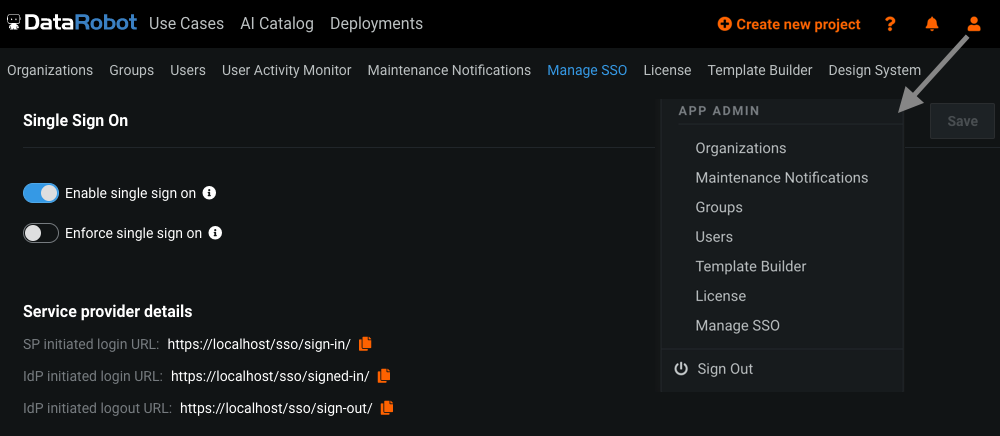 DataRobot Use Cases AI Catalog Deployments Create new project ?
Organizations Groups Users User Activity Monitor Maintenance Notifications Manage SSO License Template Builder Design System
Single Sign On
Save
Enable single sign on
Enforce single sign on
Service provider details
SP initiated login URL: https://localhost/sso/sign-in/
IdP initiated login URL: https://localhost/sso/signed-in/
IdP initiated logout URL: https://localhost/sso/sign-out/
APP ADMIN
Organizations
Maintenance Notifications
Groups
Users
Template Builder
License
Manage SSO
Sign Out